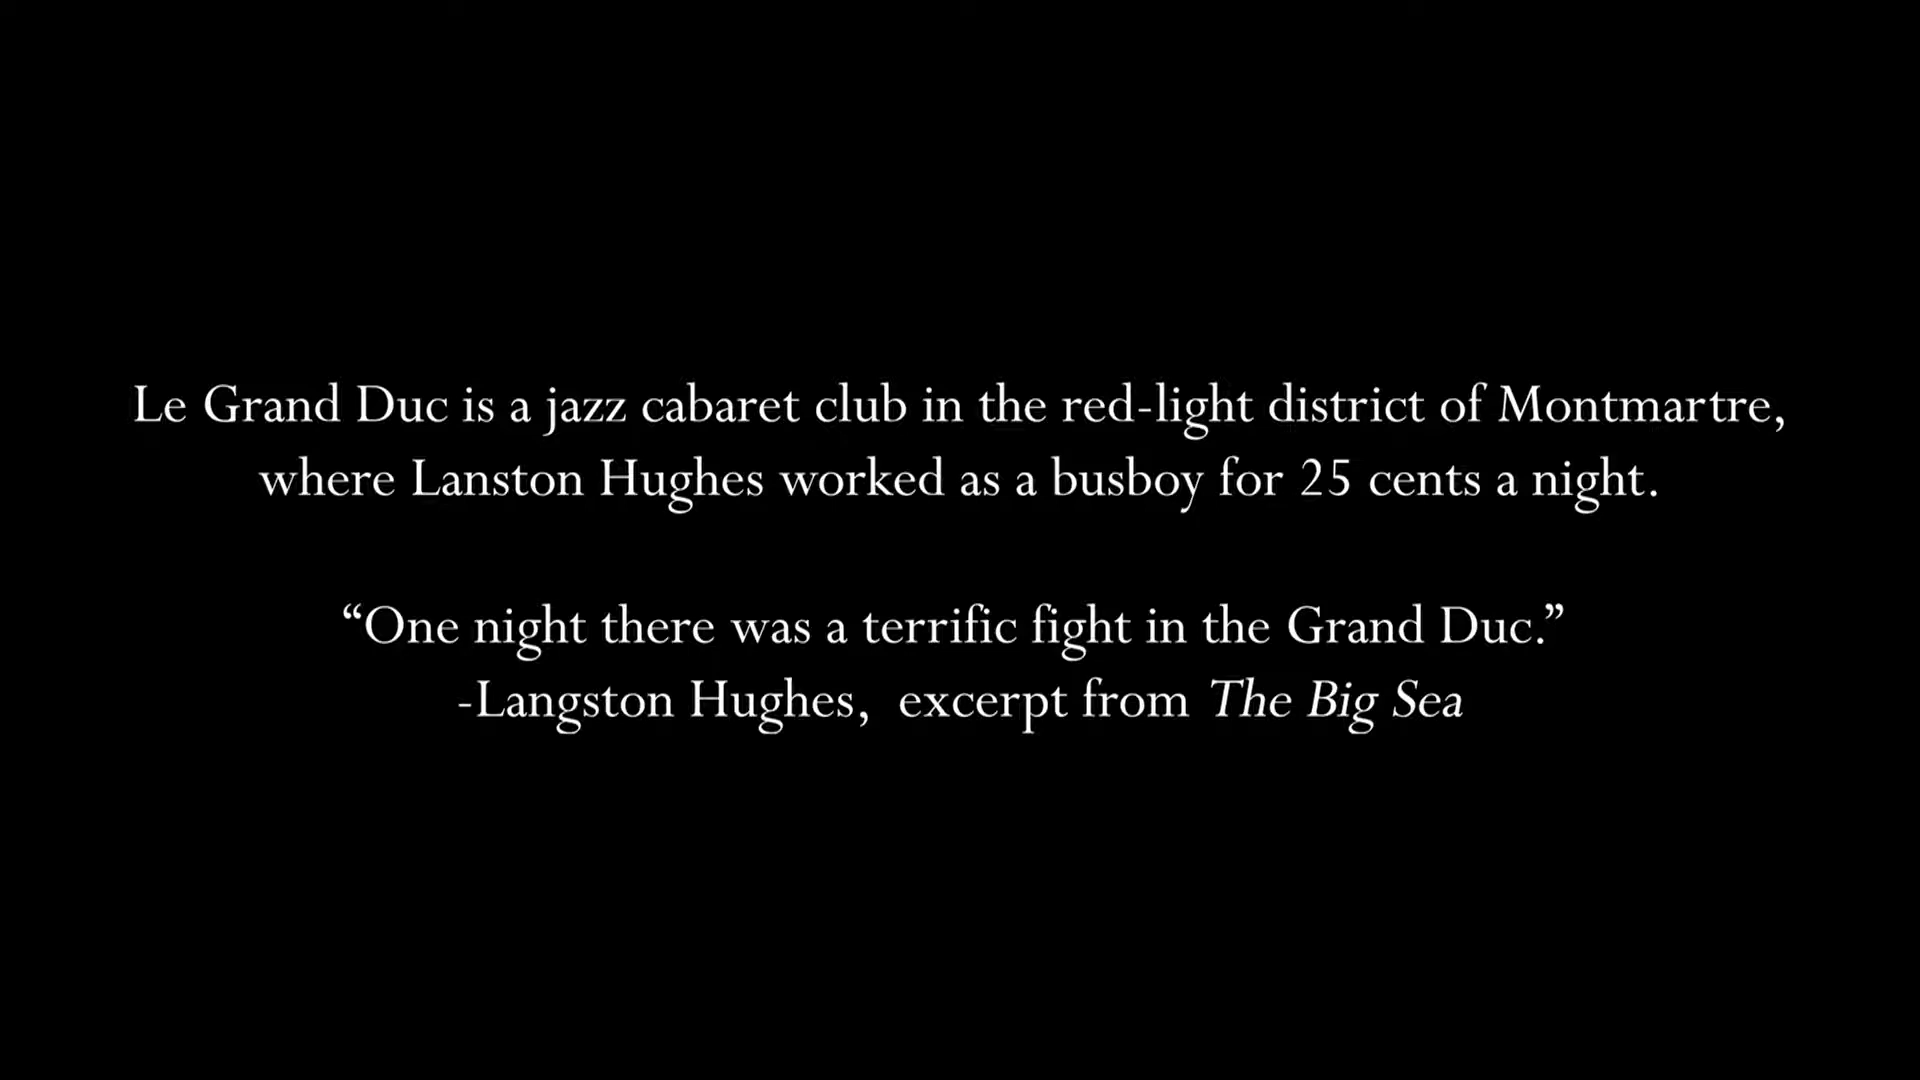 Le Grand Duc is a jazz cabaret club in the red-light district of Montmartre,
where Lanston Hughes worked as a busboy for 25 cents a night.
“One night there was a terrific fight in the Grand Duc.”
-Langston Hughes,  excerpt from The Big Sea